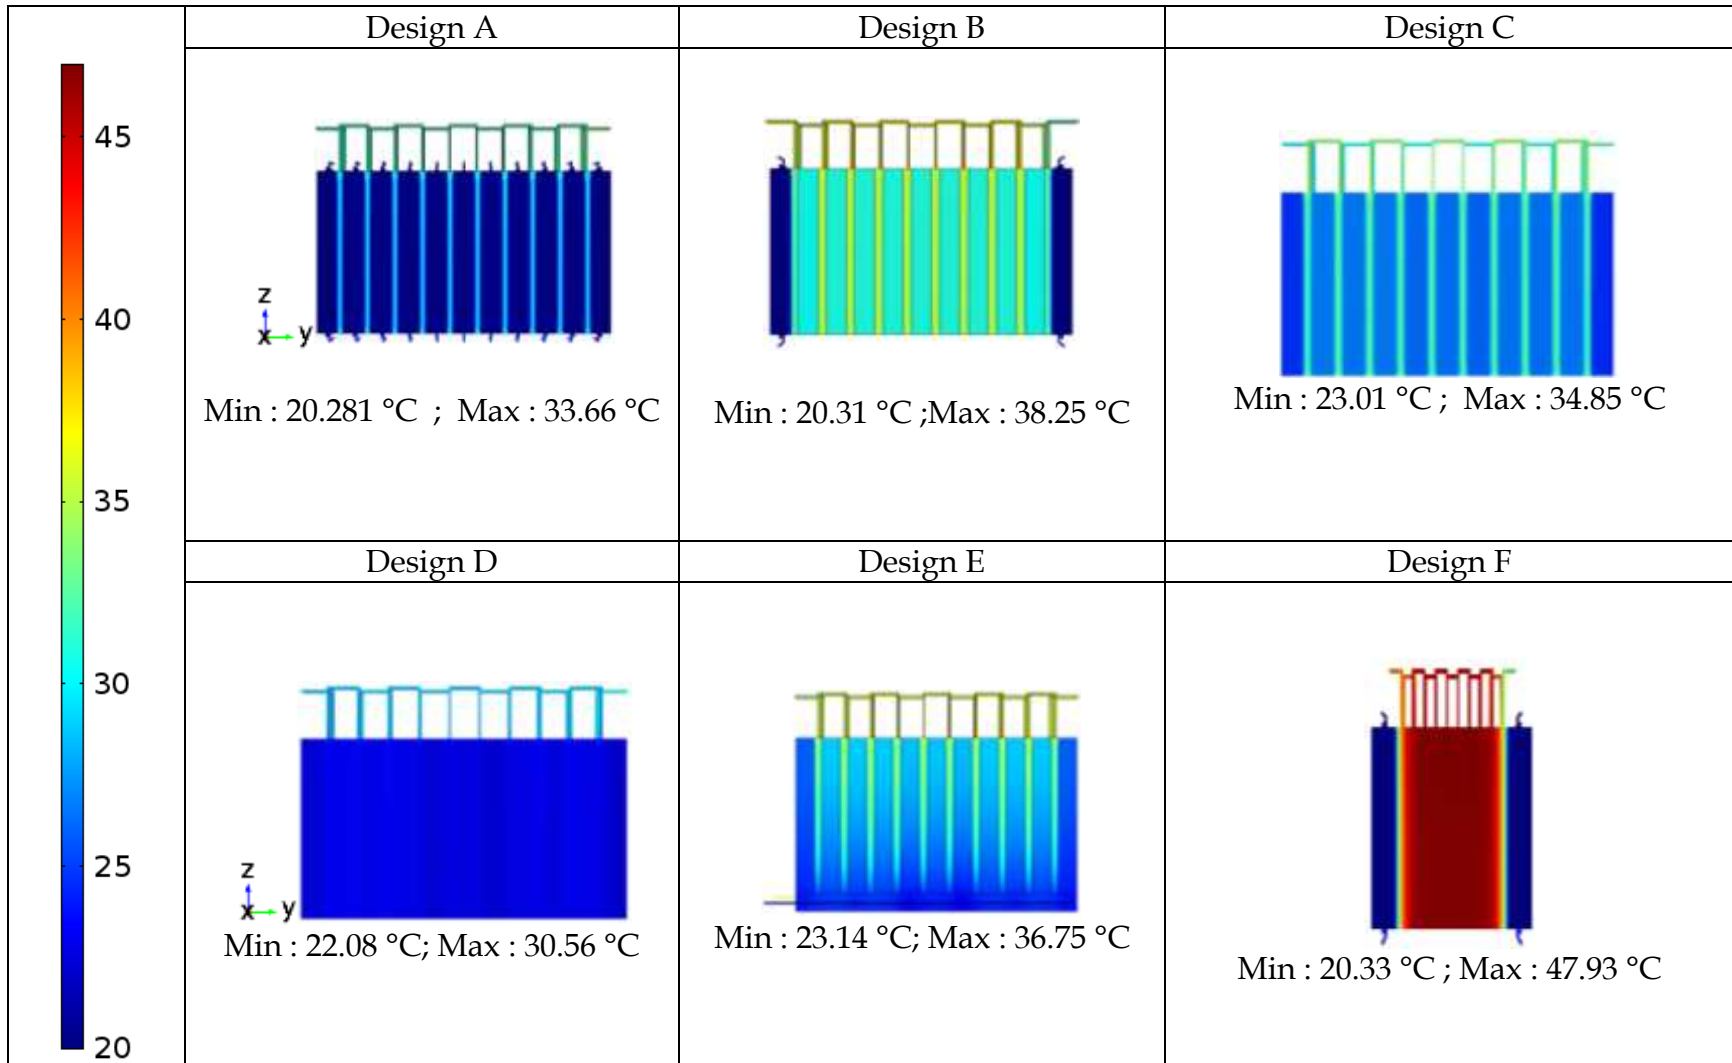 Design A
Design B
Design C
45
40
35
30
25
20
z
x
y
Min : 20.281 °C ; Max : 33.66 °C
Min : 20.31 °C ;Max : 38.25 °C
Min : 23.01 °C ; Max : 34.85 °C
Design D
Design E
Design F
z
x
y
Min : 22.08 °C; Max : 30.56 °C
Min : 23.14 °C; Max : 36.75 °C
Min : 20.33 °C ; Max : 47.93 °C